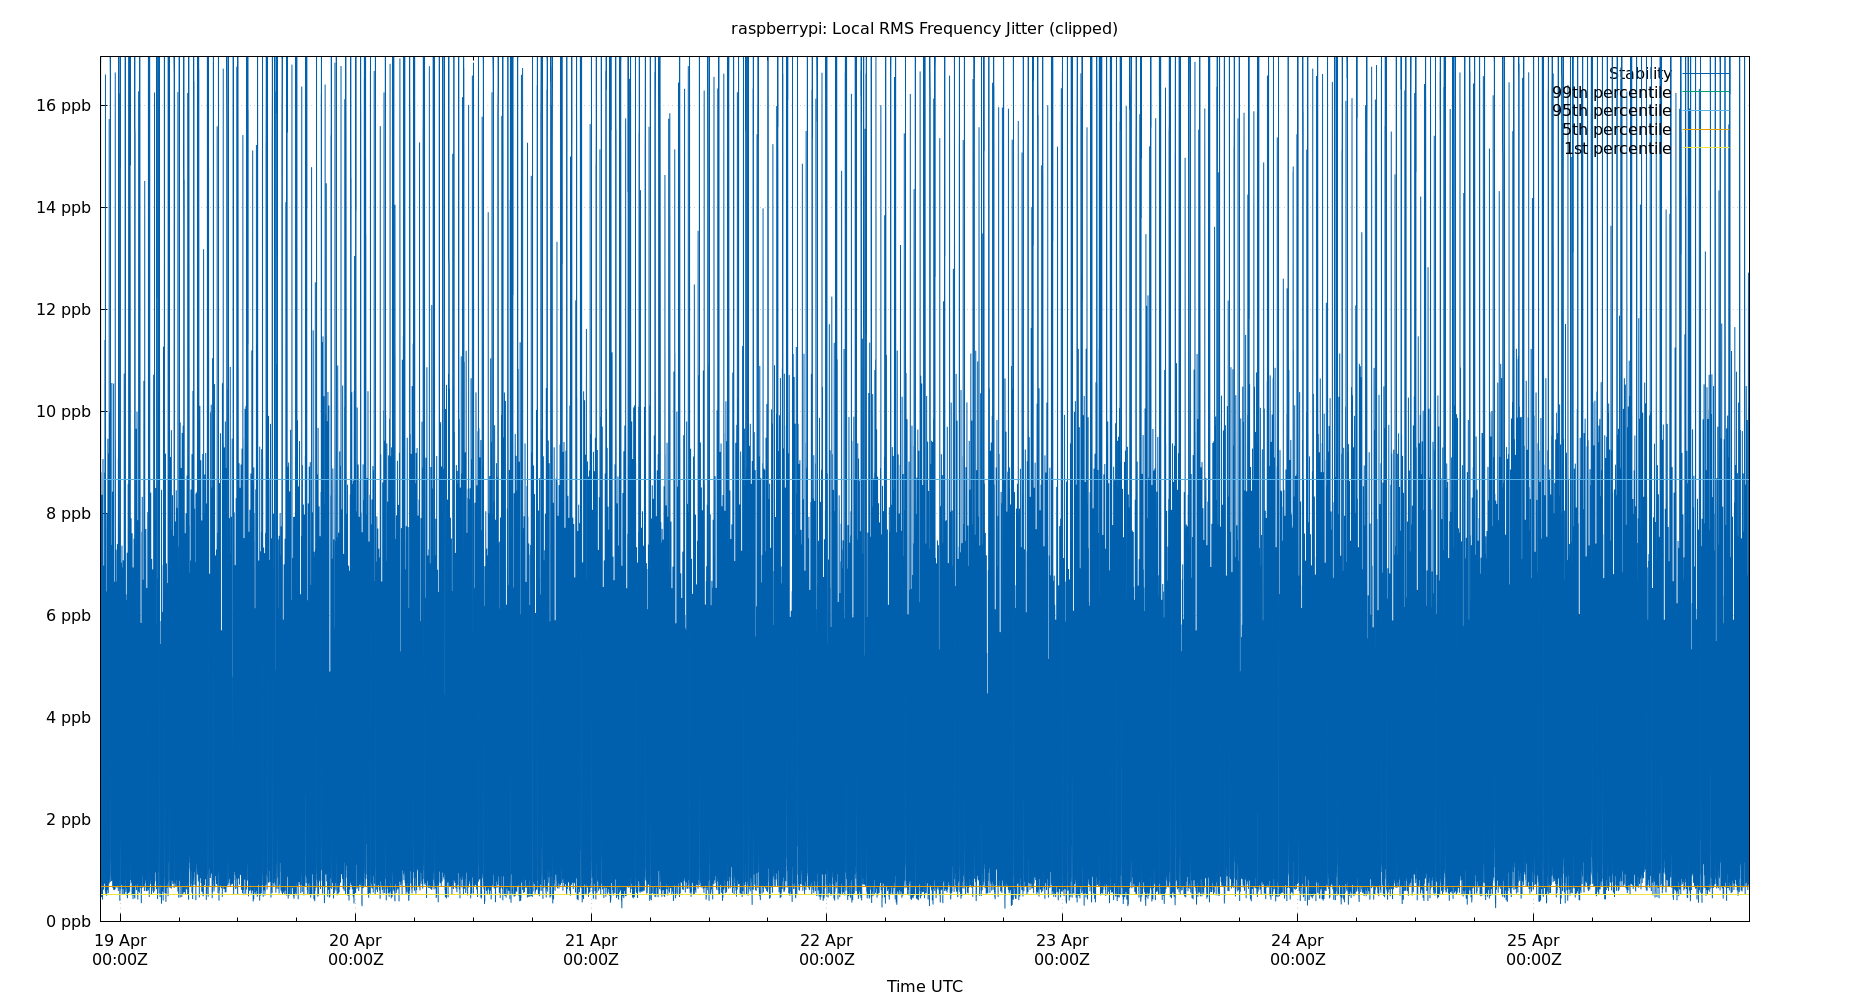 raspberrypi: Local RMS Frequency Jitter (clipped)
Stability
99th percentile
95th percentile
5th percentile
1st percentile
16 ppb
14 ppb
12 ppb
10 ppb
8 ppb
6 ppb
4 ppb
2 ppb
0 ppb
19 Apr 20 Apr 21 Apr 22 Apr 23 Apr 24 Apr 25 Apr
00:00Z 00:00Z 00:00Z 00:00Z 00:00Z 00:00Z 00:00Z
Time UTC